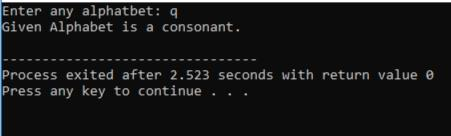 Enter any alphatbet: q
Given Alphabet is a consonant.
--------------------------------
Process exited after 2.523 seconds with return value 0
Press any key to continue . . .